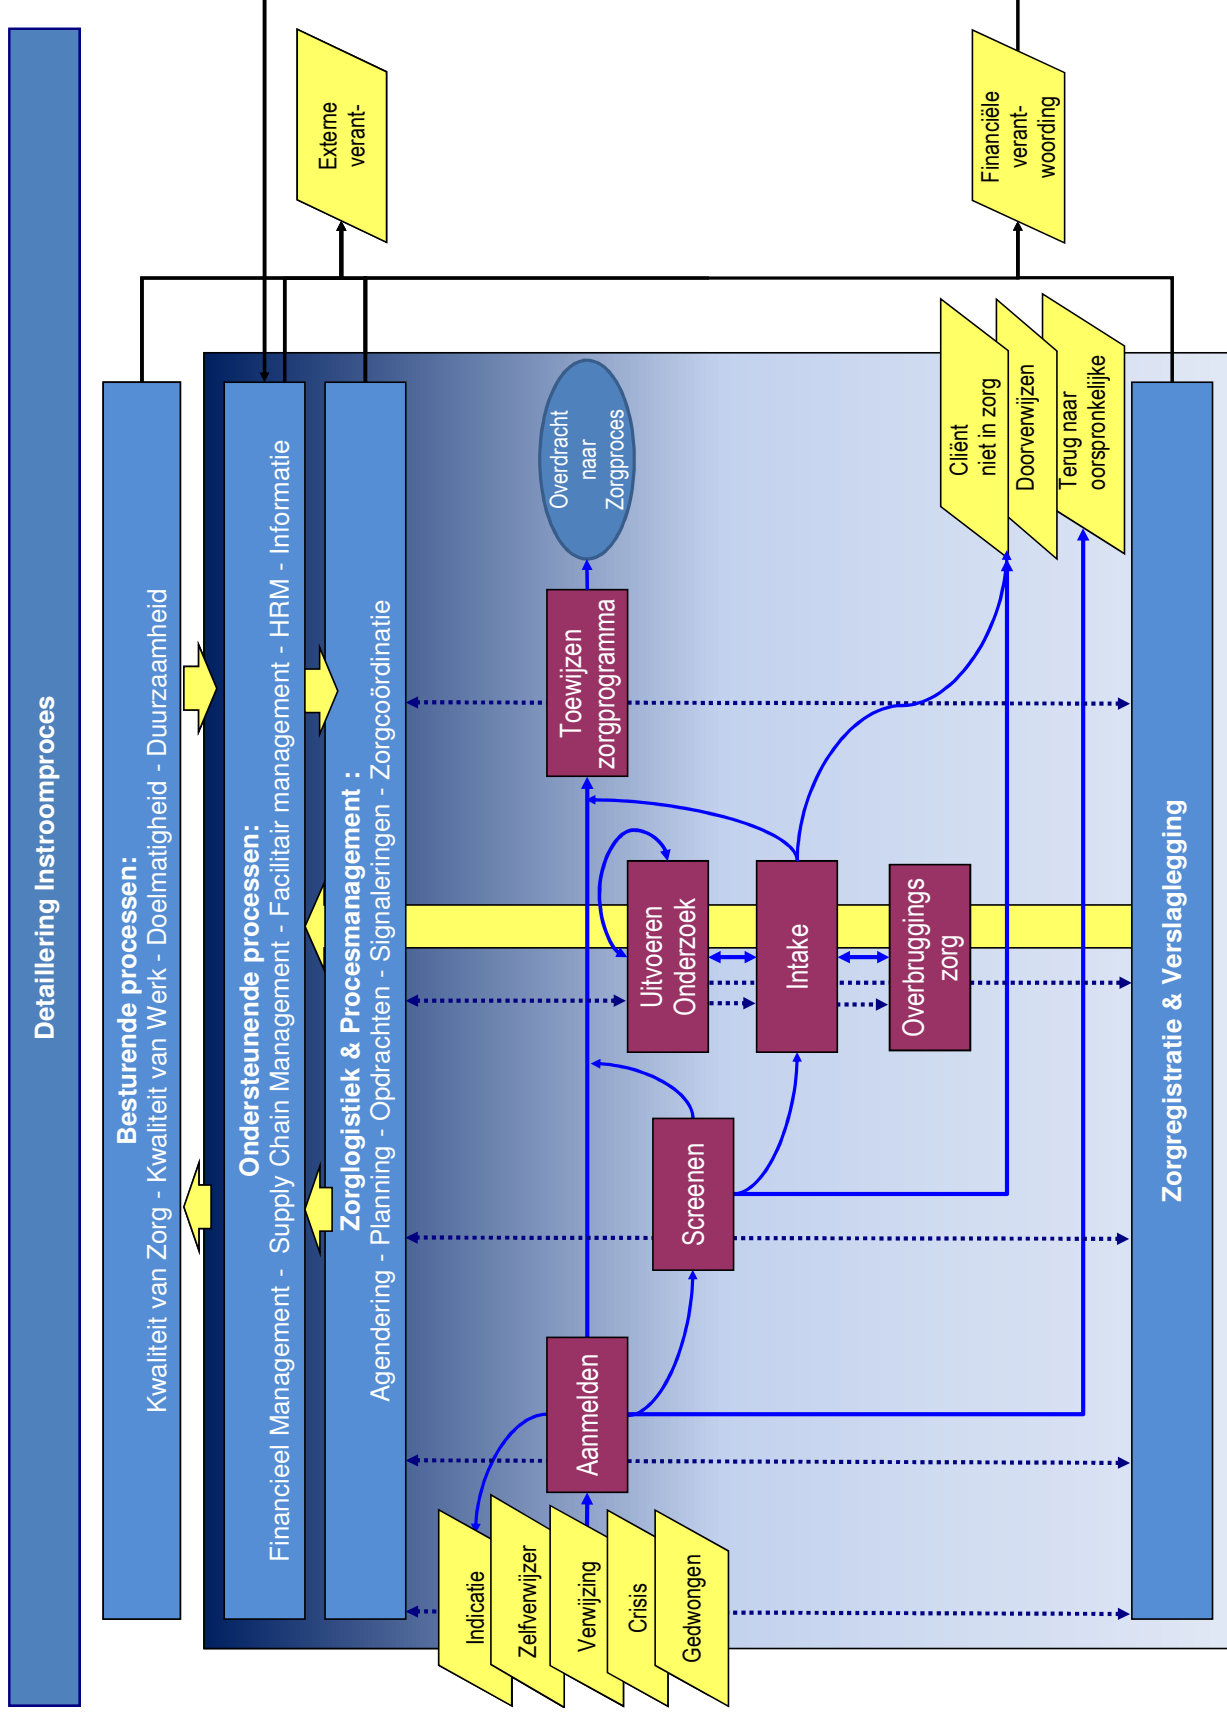 Detaillering Instroomproces
Besturende processen:
Kwaliteit van Zorg - Kwaliteit van Werk - Doelmatigheid - Duurzaamheid
Ondersteunende processen:
Financieel Management - Supply Chain Management - Facilitair management - HRM - Informatie
Zorglogistiek & Procesmanagement :
Agendering - Planning - Opdrachten - Signaleringen - Zorgcoördinatie
Externe
verant-
Financiële
verant-
woording
Indicatie
Zelfverwijzer
Verwijzing
Crisis
Gedwongen
Aanmelden
Screenen
Uitvoeren
Onderzoek
Intake
Overbruggings
zorg
Toewijzen
zorgprogramma
Overdracht
naar
Zorgproces
Cliënt
niet in zorg
Doorverwijzen
Terug naar
oorspronkelijke
Zorgregistratie & Verslaglegging